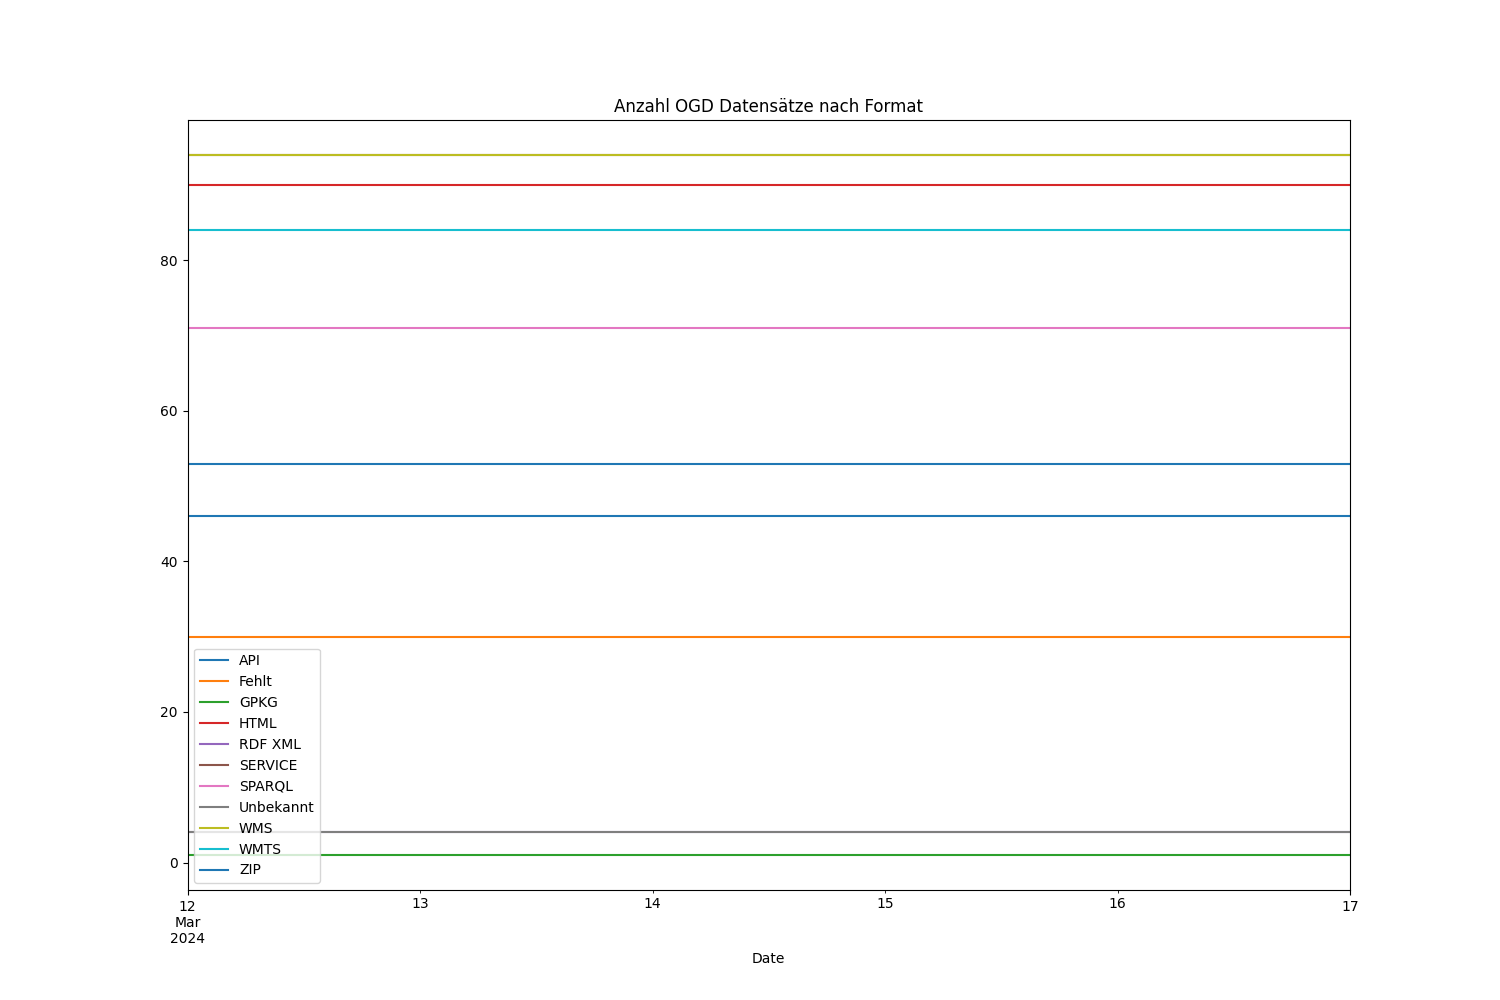 Anzahl OGD Datensätze nach Format
80
60
40
20
0
API
Fehlt
GPKG
HTML
RDF XML
SERVICE
SPARQL
Unbekannt
WMS
WMTS
ZIP
12 13 14 15 16 17
Mar
2024
Date